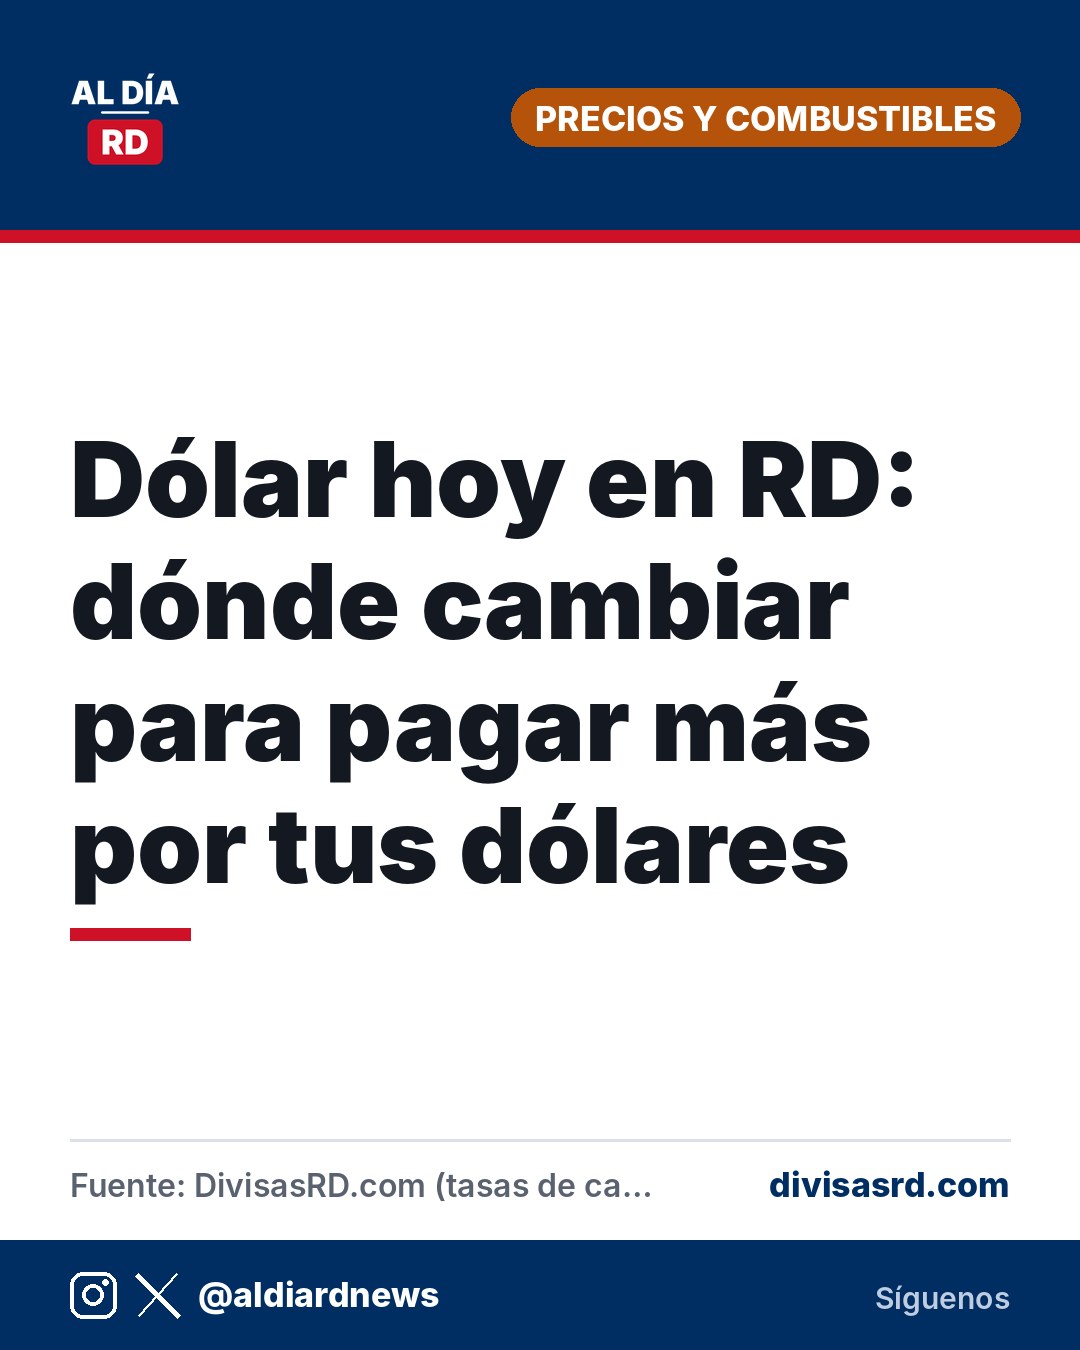 AL DÍA
RD
PRECIOS Y COMBUSTIBLES
Dólar hoy en RD:
dónde cambiar
para pagar más
por tus dólares
Fuente: DivisasRD.com (tasas de ca...
divisasrd.com
@aldiardnews
Síguenos